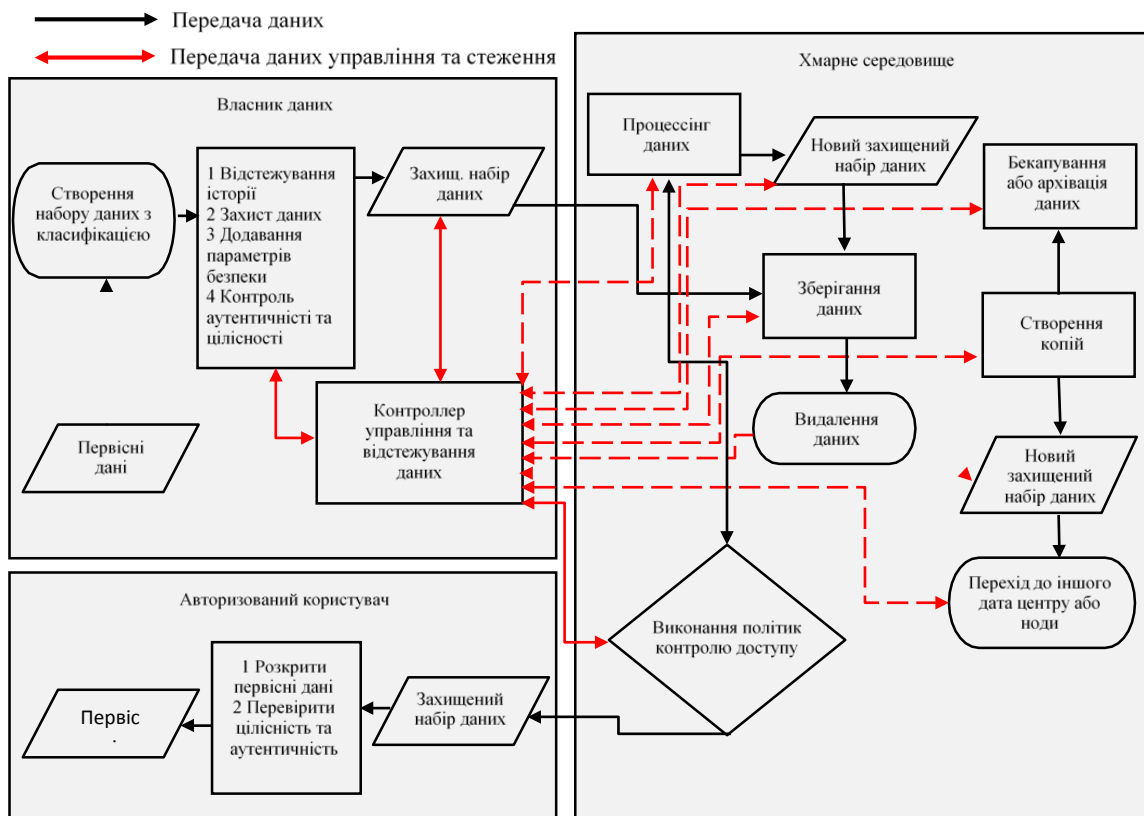 Передача даних
Передача даних управління та стеження
Власник даних
Створення
набору даних з
класифікацією
1 Відстежування
історії
2 Захист даних
3 Додавання
параметрів
безпеки
4 Контроль
аутентичністі та
цілісності
Захищ. набір
даних
Первісні
дані
Контроллер
управління та
відстежування
даних
Хмарне середовище
Процессінг
даних
Новий захищений
набір даних
Бекапування
або архівація
даних
Зберігання
даних
Створення
копій
Видалення
даних
Новий
захищений
набір даних
Перехід до іншого
дата центру або
ноди
Виконання політик
контролю доступу
Авторизований користувач
Первіс
.
1 Розкрити
первісні дані
2 Перевірити
цілісність та
аутентичність
Захищений
набір даних